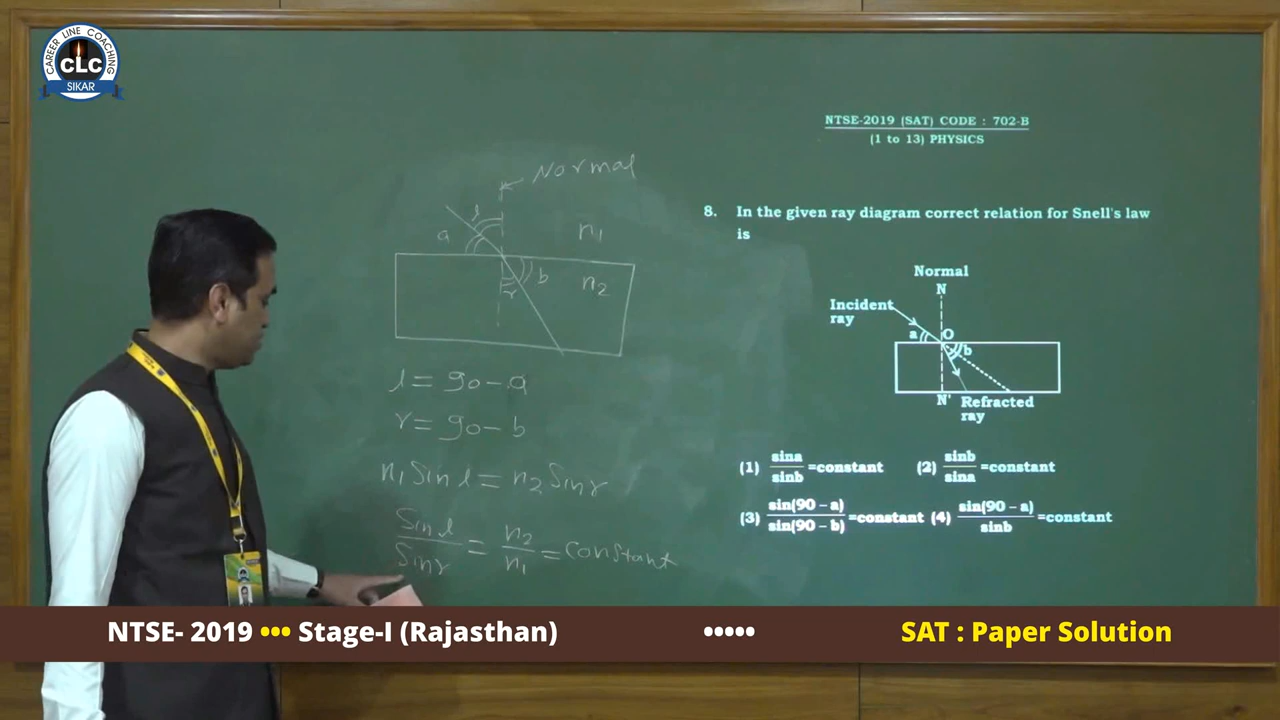 CAREER LINE COACHING
CLC
SIKAR
NTSE-2019 (SAT) CODE : 702-B
(1 to 13) PHYSICS
8. In the given ray diagram correct relation for Snell's law
is
Normal
N
Incident
ray
a
O
b
N' Refracted
ray
(1) sina/sinb =constant (2) sinb/sina =constant
(3) sin(90 – a)/sin(90 – b) =constant (4) sin(90 – a)/sinb =constant
Normal
i
a
n1
b
n2
r
i = 90 - a
r = 90 - b
n1 Sin i = n2 Sin r
Sin i/Sin r = n2/n1 = constant
NTSE- 2019 ••• Stage-I (Rajasthan) ••••• SAT : Paper Solution